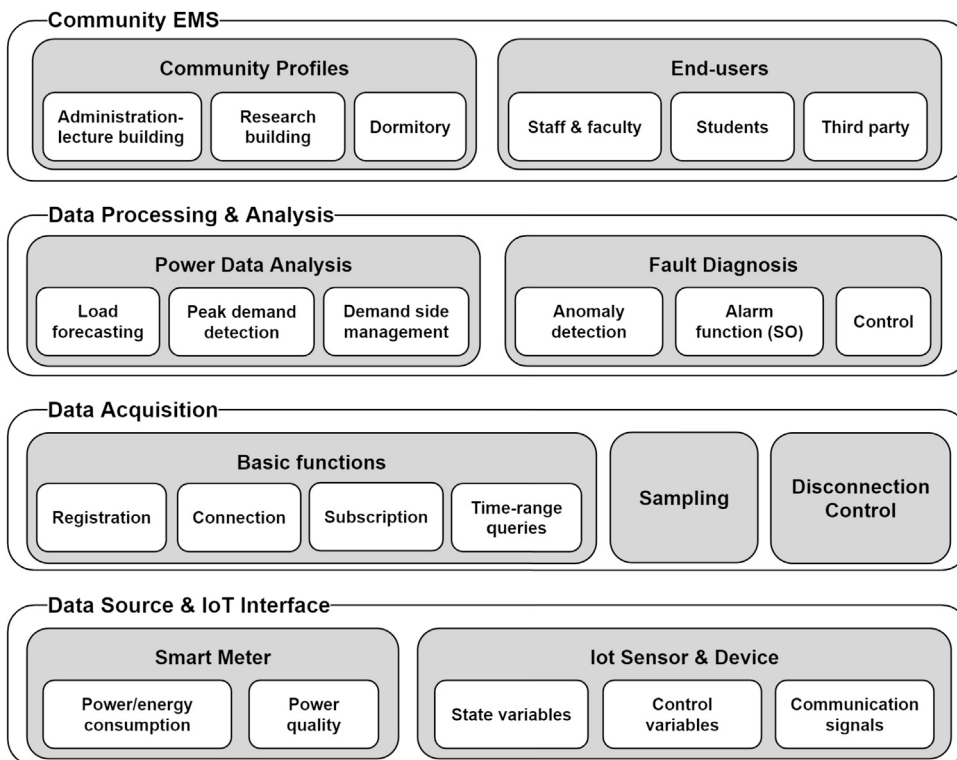 Community EMS
Community Profiles
End-users
Administration-
lecture building
Research
building
Dormitory
Staff & faculty
Students
Third party
Data Processing & Analysis
Power Data Analysis
Fault Diagnosis
Load
forecasting
Peak demand
detection
Demand side
management
Anomaly
detection
Alarm
function (SO)
Control
Data Acquisition
Basic functions
Registration
Connection
Subscription
Time-range
queries
Sampling
Disconnection
Control
Data Source & IoT Interface
Smart Meter
Iot Sensor & Device
Power/energy
consumption
Power
quality
State variables
Control
variables
Communication
signals